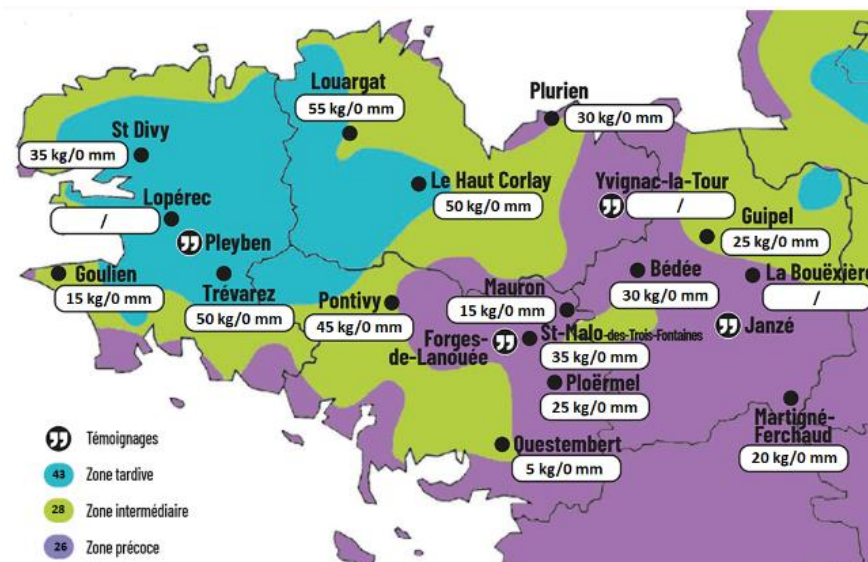 Louargat
55 kg/0 mm
Plurien
30 kg/0 mm
St Divy
35 kg/0 mm
Le Haut Corlay
50 kg/0 mm
Yvignac-la-Tour
/
Lopérec
/
Pleyben
Guipel
25 kg/0 mm
Goulien
15 kg/0 mm
Trévarez
50 kg/0 mm
Pontivy
45 kg/0 mm
Mauron
15 kg/0 mm
Bédée
30 kg/0 mm
La Bouëxière
/
Forges-
de-Lanouée
St-Malo-des-Trois-Fontaines
35 kg/0 mm
Janzé
Ploërmel
25 kg/0 mm
Martigné-
Ferchaud
20 kg/0 mm
Questembert
5 kg/0 mm
Témoignages
43 Zone tardive
28 Zone intermédiaire
26 Zone précoce